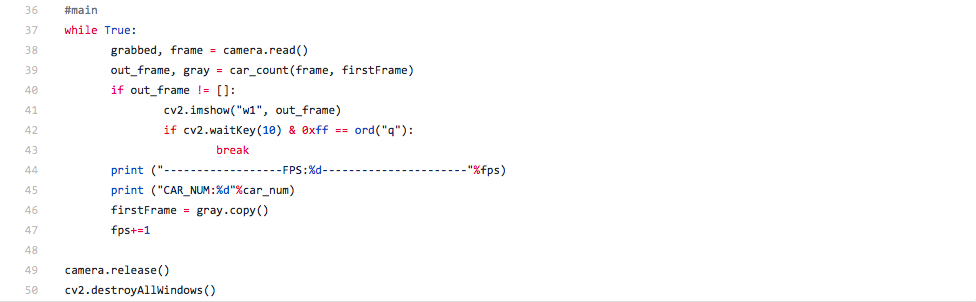 36 #main
37 while True:
38 grabbed, frame = camera.read()
39 out_frame, gray = car_count(frame, firstFrame)
40 if out_frame != []:
41 cv2.imshow("w1", out_frame)
42 if cv2.waitKey(10) & 0xff == ord("q"):
43 break
44 print ("------------------FPS:%d----------------------"%fps)
45 print ("CAR_NUM:%d"%car_num)
46 firstFrame = gray.copy()
47 fps+=1
48
49 camera.release()
50 cv2.destroyAllWindows()